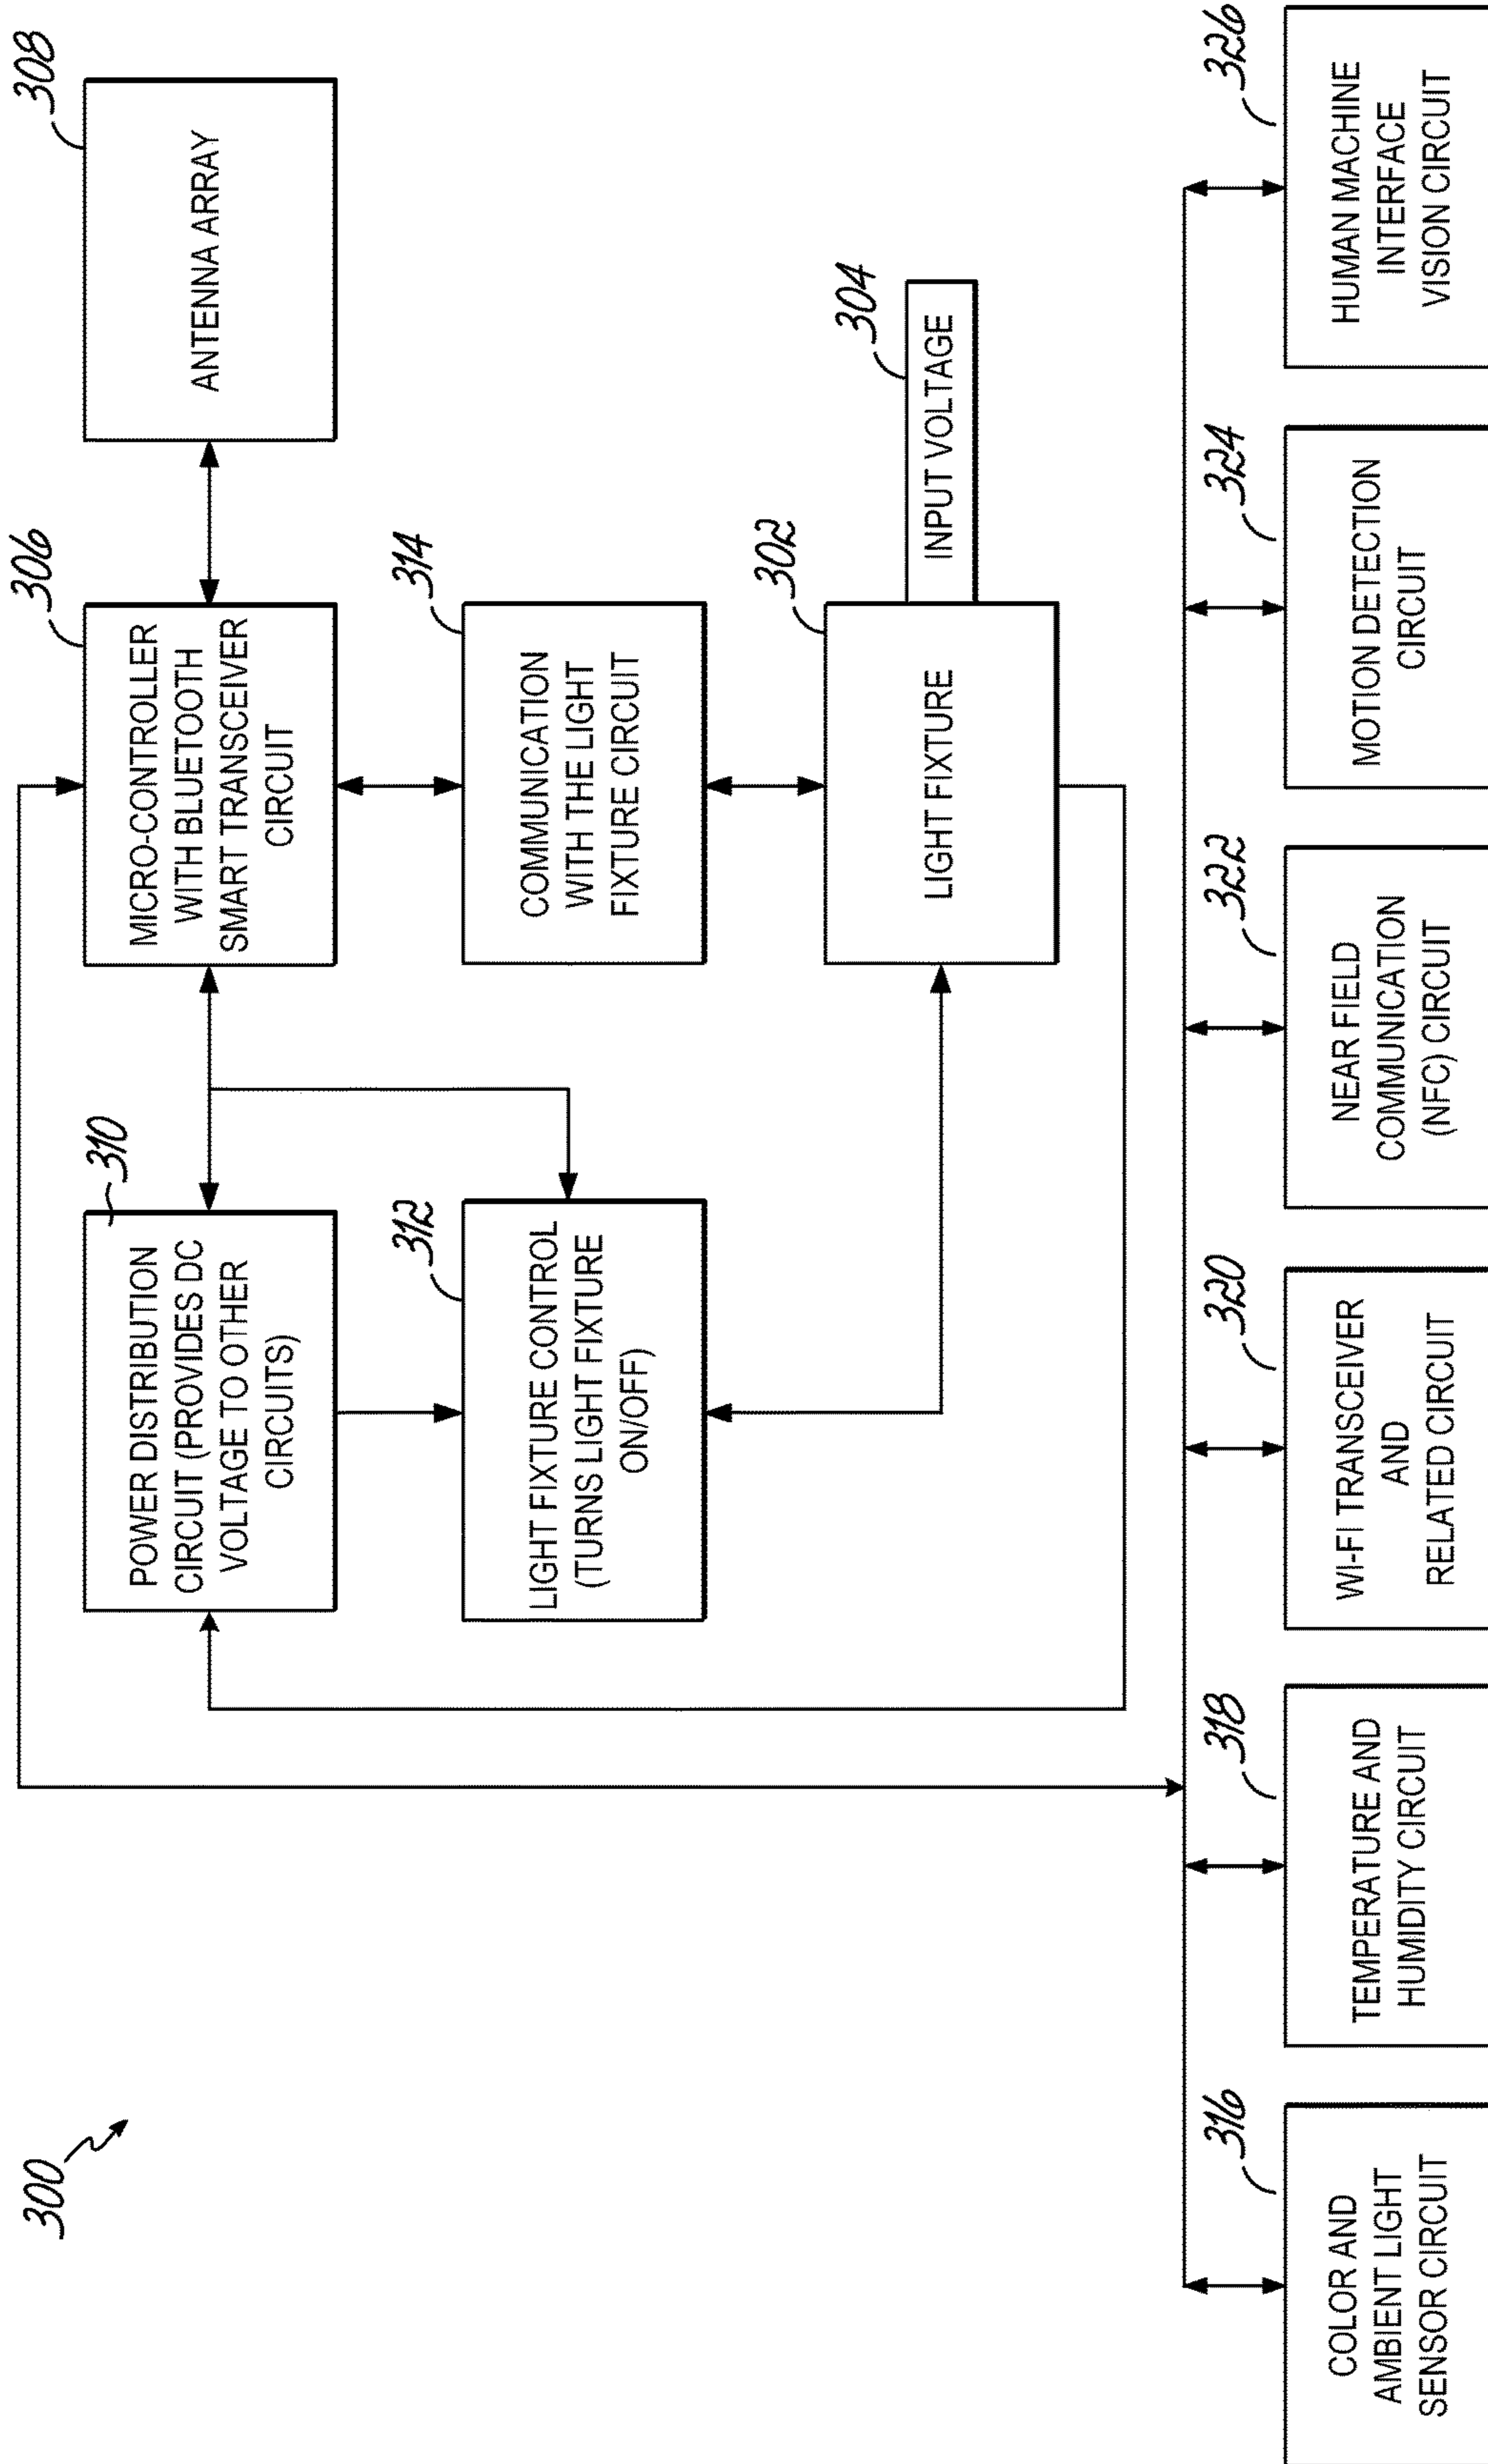 300
310
POWER DISTRIBUTION
CIRCUIT (PROVIDES DC
VOLTAGE TO OTHER
CIRCUITS)
306
MICRO-CONTROLLER
WITH BLUETOOTH
SMART TRANSCEIVER
CIRCUIT
308
ANTENNA ARRAY
312
LIGHT FIXTURE CONTROL
(TURNS LIGHT FIXTURE
ON/OFF)
314
COMMUNICATION
WITH THE LIGHT
FIXTURE CIRCUIT
302
LIGHT FIXTURE
304
INPUT VOLTAGE
316
COLOR AND
AMBIENT LIGHT
SENSOR CIRCUIT
318
TEMPERATURE AND
HUMIDITY CIRCUIT
320
WI-FI TRANSCEIVER
AND
RELATED CIRCUIT
322
NEAR FIELD
COMMUNICATION
(NFC) CIRCUIT
324
MOTION DETECTION
CIRCUIT
326
HUMAN MACHINE
INTERFACE
VISION CIRCUIT